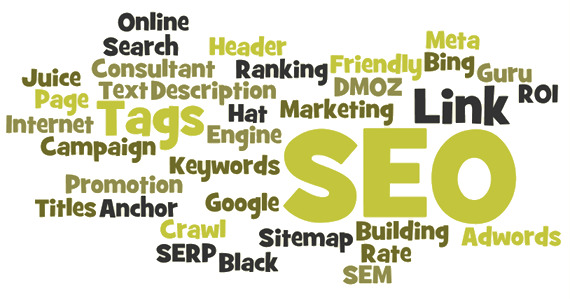 Online
Search Header Meta
Juice Consultant Ranking Friendly Bing Guru
Page Text Description DMOZ ROI
Internet Tags Hat Marketing Link
Campaign Engine
Keywords SEO
Promotion
Titles Anchor Google
Crawl Sitemap Building Adwords
SERP Black Rate
SEM